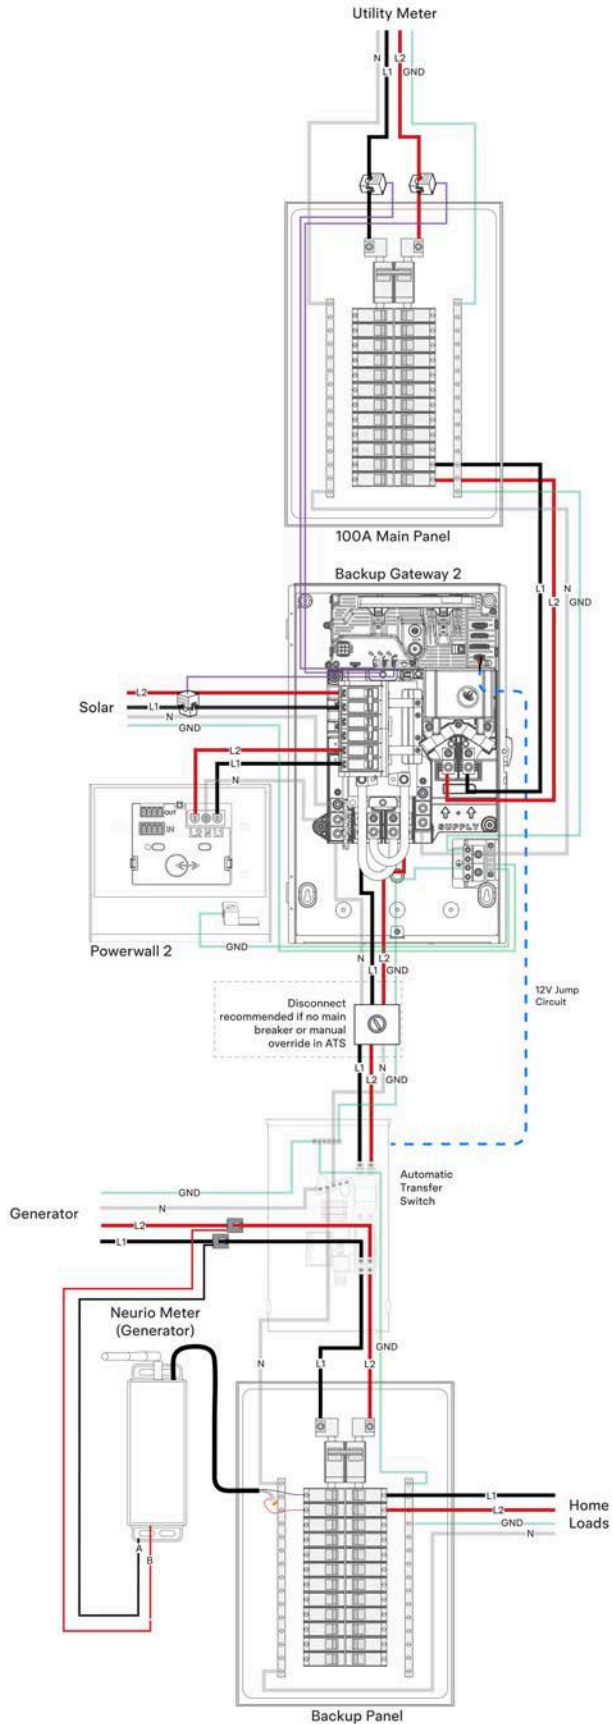 Utility Meter
N
L2
L1
GND
100A Main Panel
Backup Gateway 2
L1
N
L2
GND
L2
Solar
L1
N
GND
L2
L1
N
OUT
IN
L2
N
L1
SUPPLY
GND
Powerwall 2
N
L2
L1
GND
12V Jump
Circuit
Disconnect
recommended if no main
breaker or manual
override in ATS
L1
N
L2
GND
Automatic
Transfer
Switch
GND
N
Generator
L2
L1
Neurio Meter
(Generator)
GND
N
L1
L2
L1
Home
L2
Loads
GND
N
A
B
Backup Panel